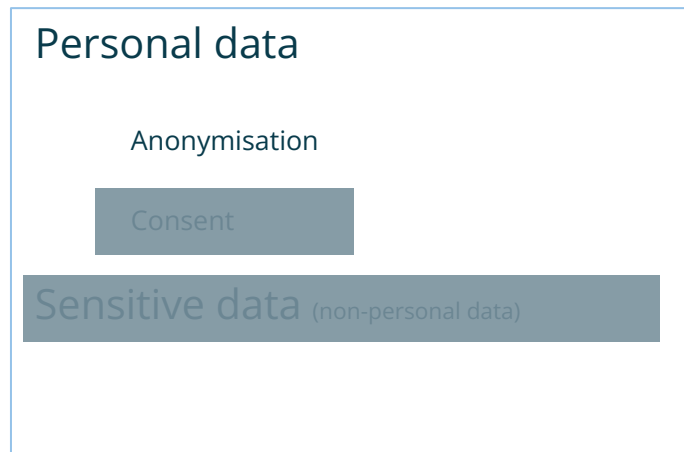 Personal data
Anonymisation
Consent
Sensitive data (non-personal data)